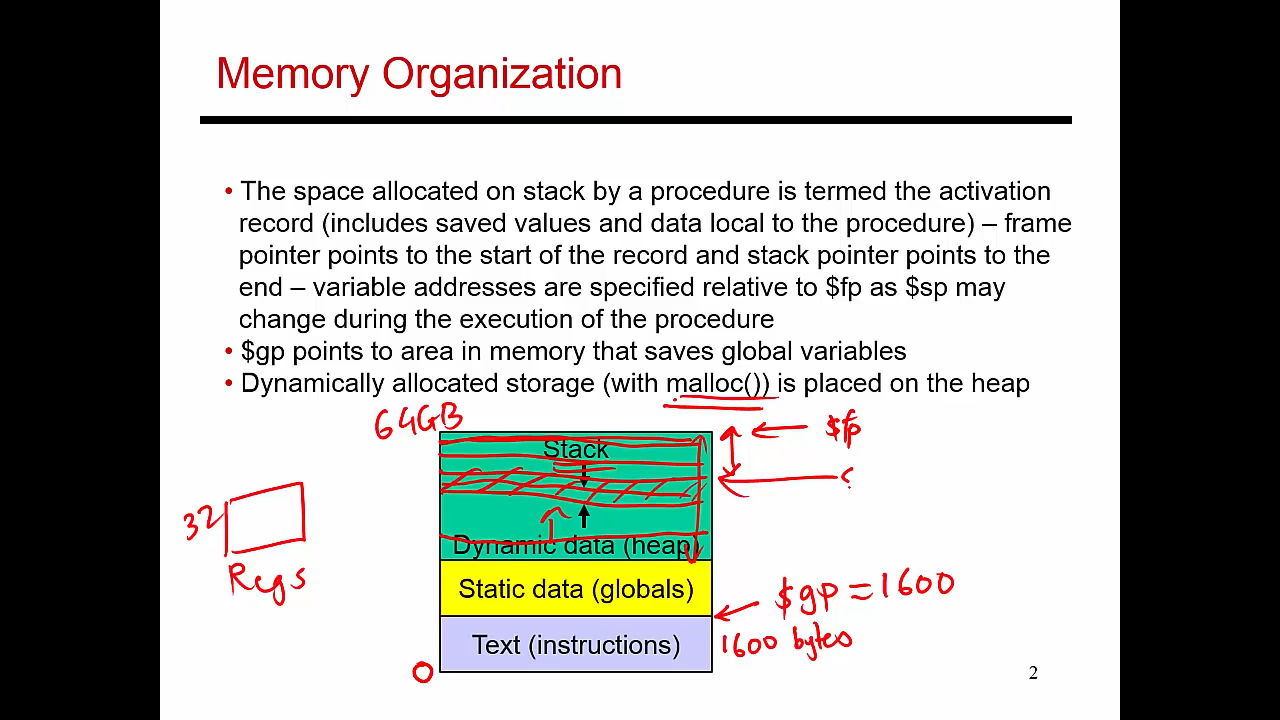 Memory Organization
• The space allocated on stack by a procedure is termed the activation
record (includes saved values and data local to the procedure) – frame
pointer points to the start of the record and stack pointer points to the
end – variable addresses are specified relative to $fp as $sp may
change during the execution of the procedure
• $gp points to area in memory that saves global variables
• Dynamically allocated storage (with malloc()) is placed on the heap
64GB
$fp
Stack
32
Regs
Dynamic data (heap)
Static data (globals)
$gp = 1600
Text (instructions)
1600 bytes
0
2